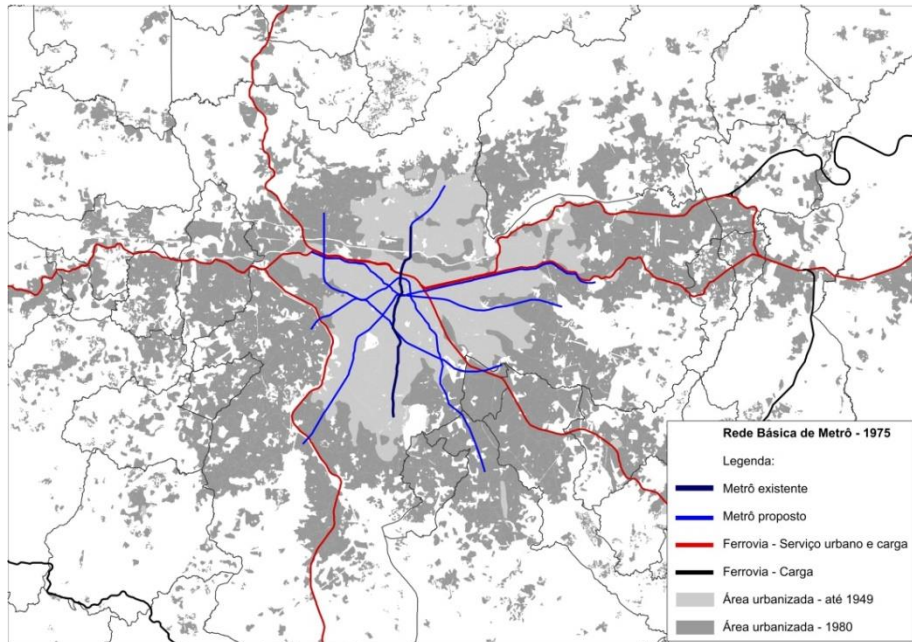 Rede Básica de Metrô - 1975
Legenda:
Metrô existente
Metrô proposto
Ferrovia - Serviço urbano e carga
Ferrovia - Carga
Área urbanizada - até 1949
Área urbanizada - 1980